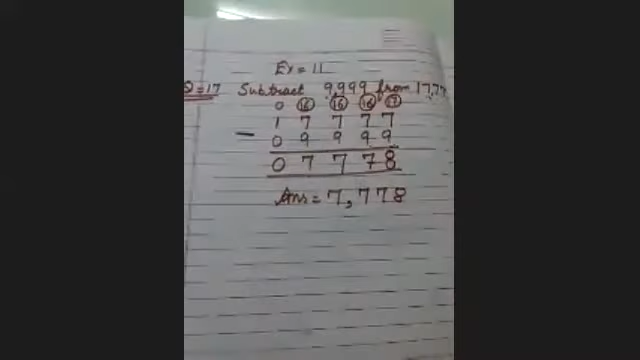 Ex = 11
Q=17 Subtract 9,999 from 17,77
0 16 16 16 17
1 7 7 7 7
- 0 9 9 9 9
0 7 7 7 8
Ans = 7,778